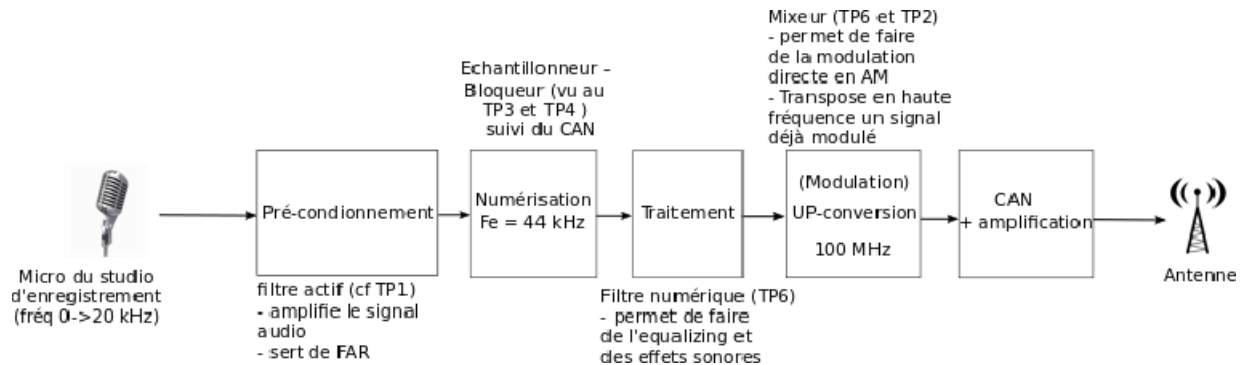 Mixeur (TP6 et TP2)
- permet de faire
de la modulation
directe en AM
- Transpose en haute
fréquence un signal
déjà modulé
Echantillonneur –
Bloqueur (vu au
TP3 et TP4 )
suivi du CAN
Pré-condionnement
Numérisation
Fe = 44 kHz
Traitement
(Modulation)
UP-conversion
100 MHz
CAN
+ amplification
Micro du studio
d'enregistrement
(fréq 0->20 kHz)
filtre actif (cf TP1)
- amplifie le signal
audio
- sert de FAR
Filtre numérique (TP6)
- permet de faire
de l'equalizing et
des effets sonores
Antenne